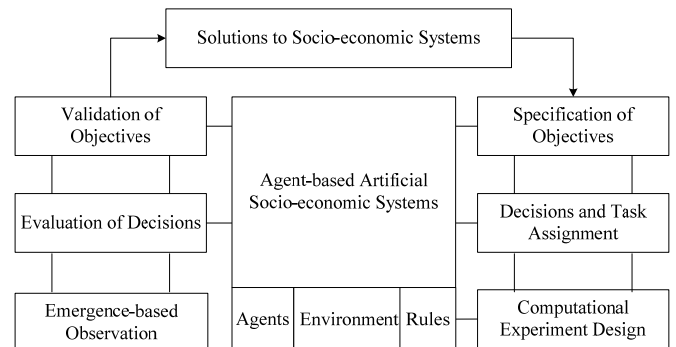 Solutions to Socio-economic Systems
Validation of
Objectives
Specification of
Objectives
Agent-based Artificial
Socio-economic Systems
Evaluation of Decisions
Decisions and Task
Assignment
Emergence-based
Observation
Agents
Environment
Rules
Computational
Experiment Design